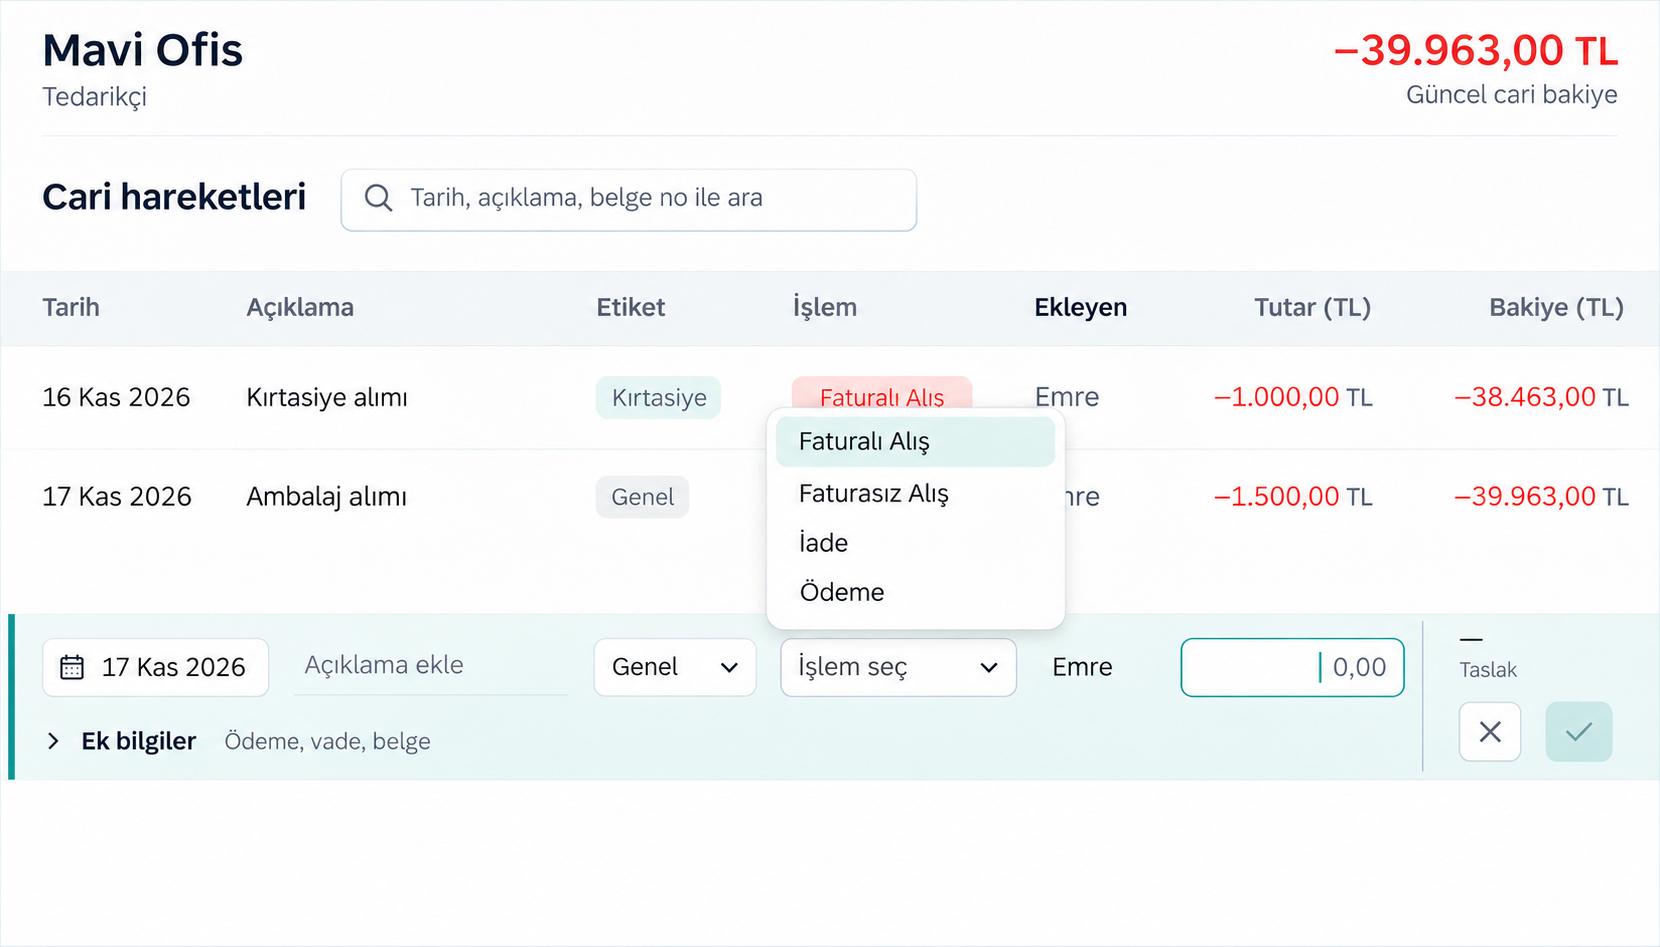 Mavi Ofis
Tedarikçi
−39.963,00 TL
Güncel cari bakiye
Cari hareketleri
Tarih, açıklama, belge no ile ara
Tarih Açıklama Etiket İşlem Ekleyen Tutar (TL) Bakiye (TL)
16 Kas 2026 Kırtasiye alımı Kırtasiye Faturalı Alış Emre −1.000,00 TL −38.463,00 TL
17 Kas 2026 Ambalaj alımı Genel −1.500,00 TL −39.963,00 TL
Faturalı Alış
Faturasız Alış
İade
Ödeme
17 Kas 2026 Açıklama ekle Genel İşlem seç Emre 0,00
—
Taslak
Ek bilgiler Ödeme, vade, belge